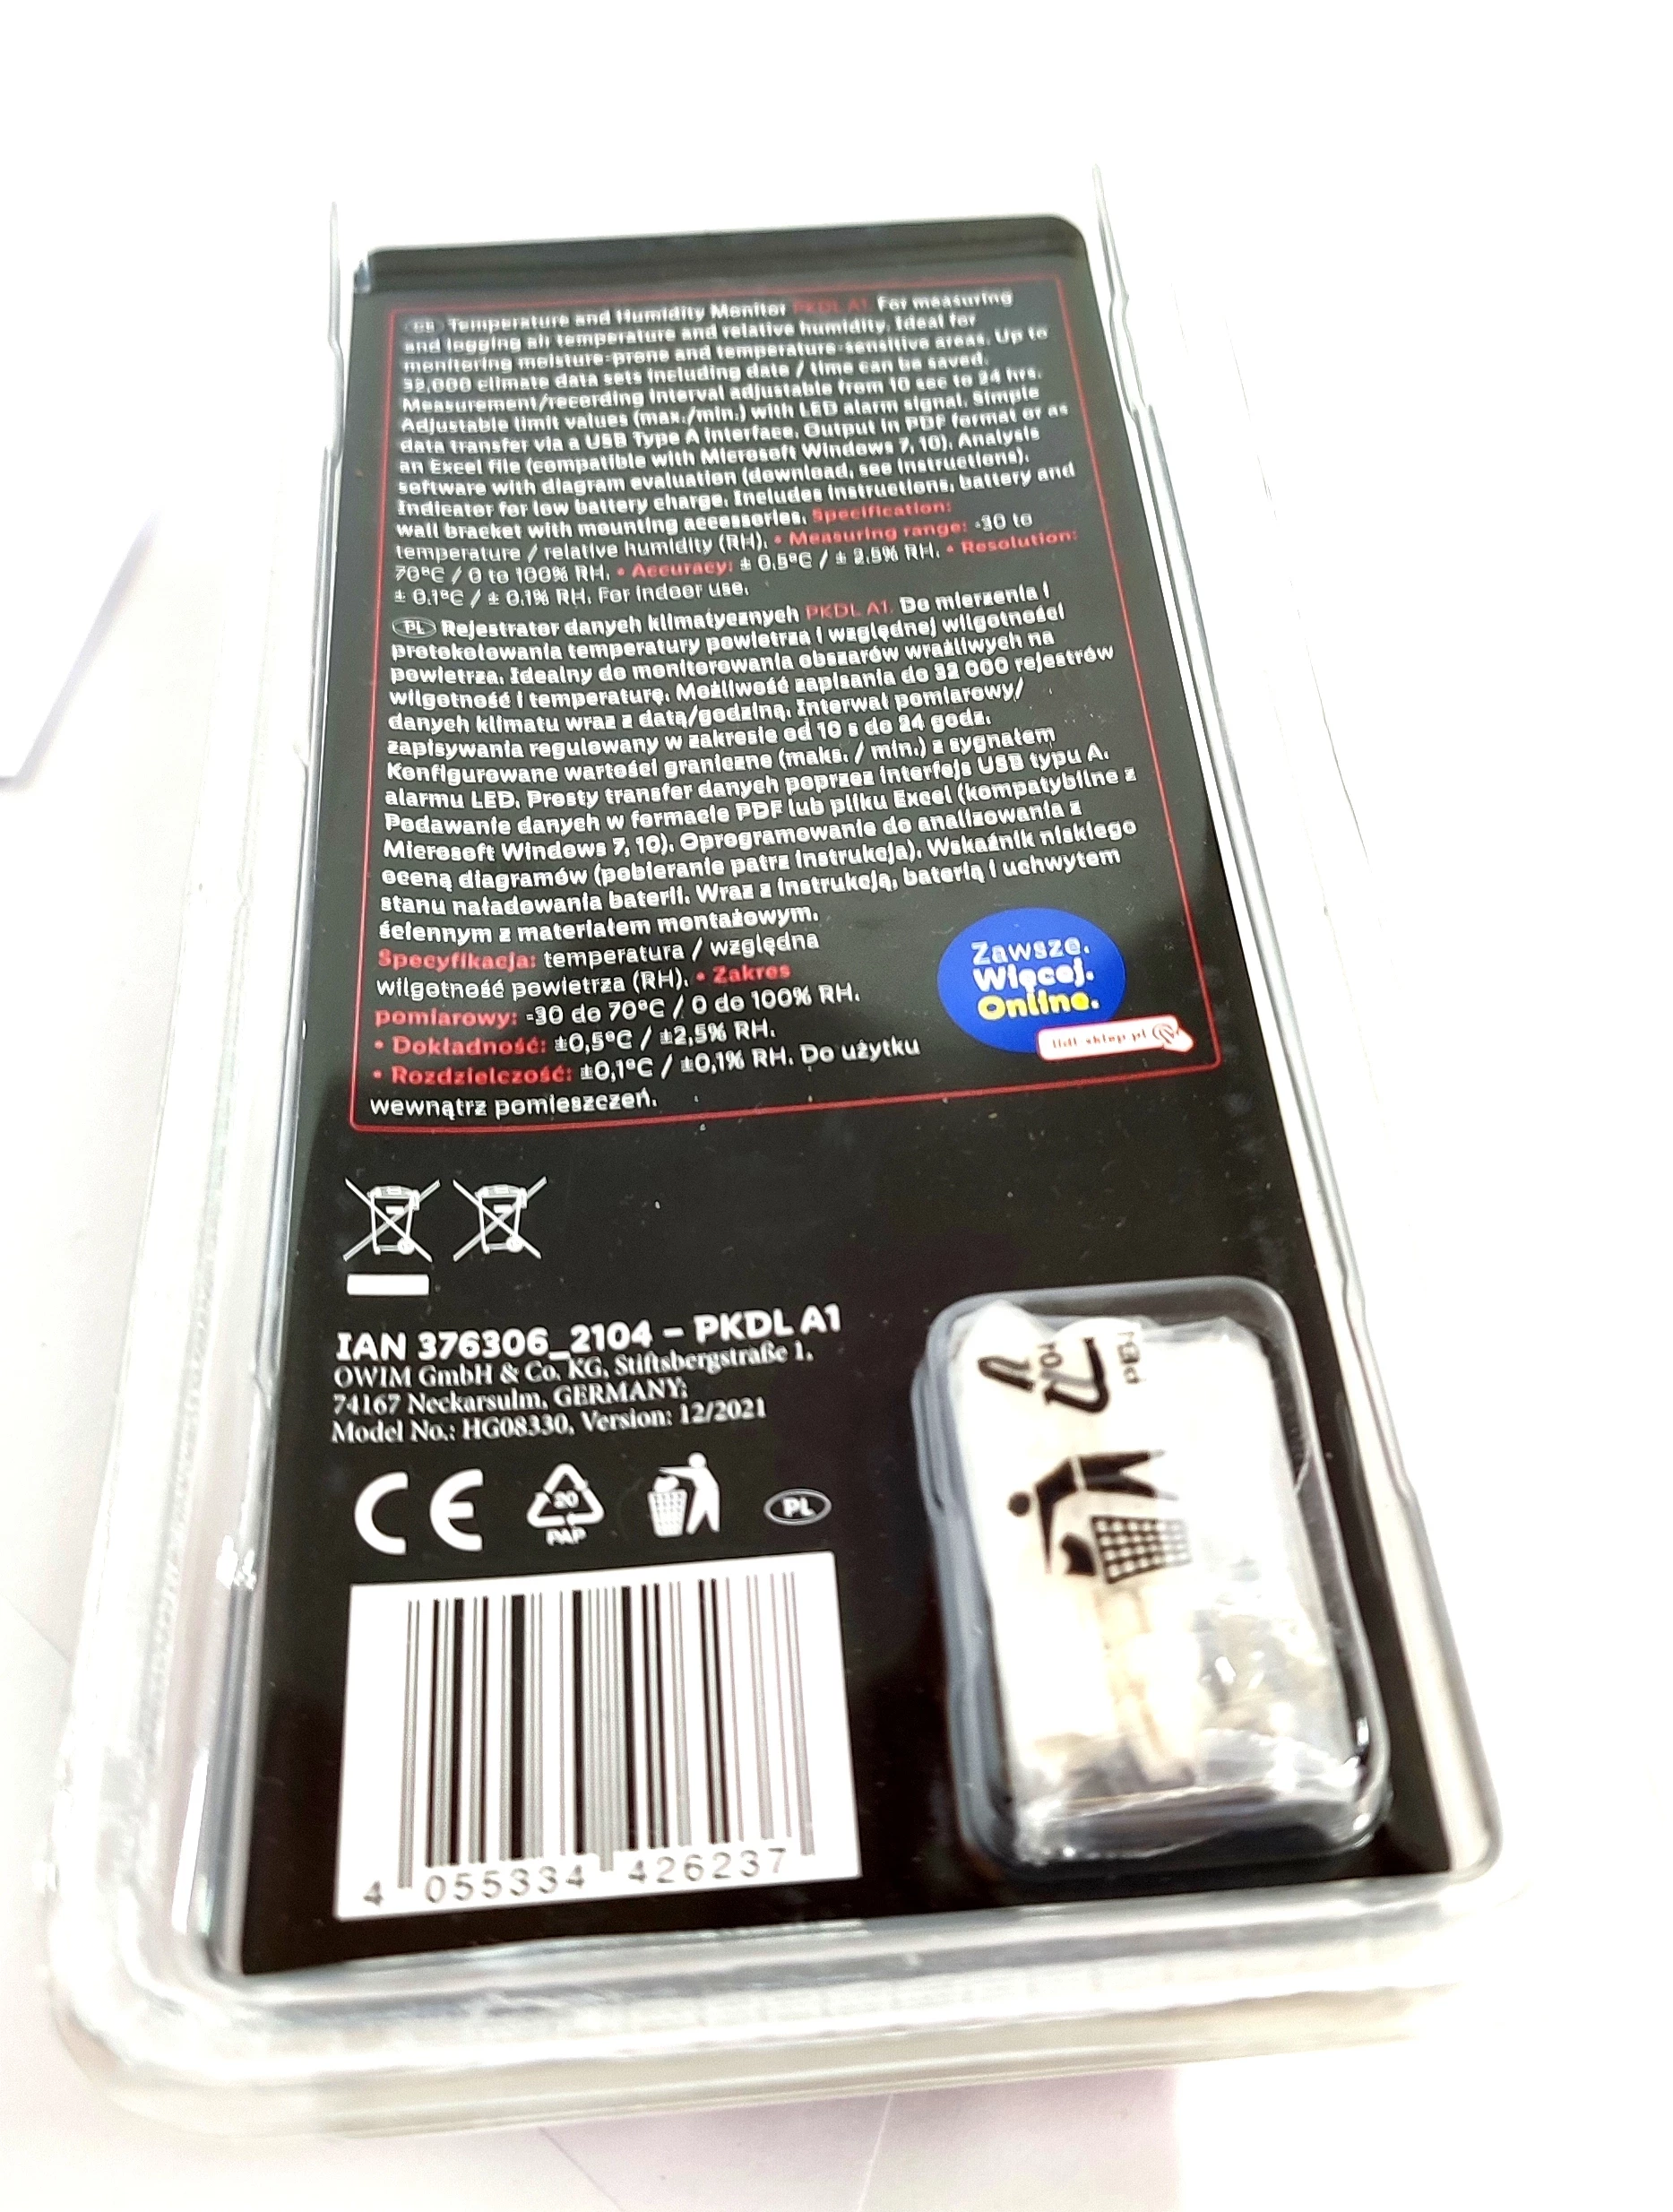 GB Temperature and Humidity Monitor PKDL A1. For measuring
and logging air temperature and relative humidity. Ideal for
monitoring moisture-prone and temperature-sensitive areas. Up to
32,000 climate data sets including date / time can be saved.
Measurement/recording interval adjustable from 10 sec to 24 hrs.
Adjustable limit values (max./min.) with LED alarm signal. Simple
data transfer via a USB Type A interface. Output in PDF format or as
an Excel file (compatible with Microsoft Windows 7, 10). Analysis
software with diagram evaluation (download, see instructions).
Indicator for low battery charge. Includes instructions, battery and
wall bracket with mounting accessories. Specification:
temperature / relative humidity (RH). • Measuring range: -30 to
70°C / 0 to 100% RH. • Accuracy: ± 0.5°C / ± 2.5% RH. • Resolution:
± 0.1°C / ± 0.1% RH. For indoor use.
PL Rejestrator danych klimatycznych PKDL A1. Do mierzenia i
protokołowania temperatury powietrza i względnej wilgotności
powietrza. Idealny do monitorowania obszarów wrażliwych na
wilgotność i temperaturę. Możliwość zapisania do 32 000 rejestrów
danych klimatu wraz z datą/godziną. Interwał pomiarowy/
zapisywania regulowany w zakresie od 10 s do 24 godz.
Konfigurowane wartości graniczne (maks. / min.) z sygnałem
alarmu LED. Prosty transfer danych poprzez interfejs USB typu A.
Podawanie danych w formacie PDF lub pliku Excel (kompatybilne z
Microsoft Windows 7, 10). Oprogramowanie do analizowania z
oceną diagramów (pobieranie patrz instrukcja). Wskaźnik niskiego
stanu naładowania baterii. Wraz z instrukcją, baterią i uchwytem
ściennym z materiałem montażowym.
Specyfikacja: temperatura / względna
wilgotność powietrza (RH). • Zakres
pomiarowy: -30 do 70°C / 0 do 100% RH.
• Dokładność: ±0,5°C / ±2,5% RH.
• Rozdzielczość: ±0,1°C / ±0,1% RH. Do użytku
wewnątrz pomieszczeń.
Zawsze.
Więcej.
Online.
lidl-sklep.pl
IAN 376306_2104 – PKDL A1
OWIM GmbH & Co. KG, Stiftsbergstraße 1,
74167 Neckarsulm, GERMANY;
Model No.: HG08330, Version: 12/2021
CE
20
PAP
PL
4 055334 426237